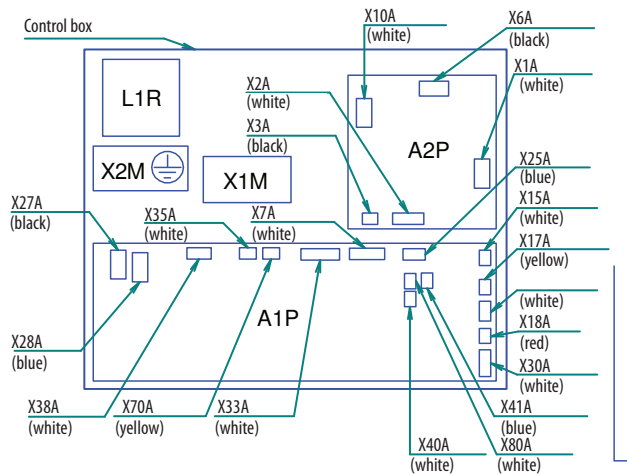 Control box
X10A
(white)
X6A
(black)
X1A
(white)
X2A
(white)
X3A
(black)
L1R
A2P
X2M
X1M
X25A
(blue)
X27A
(black)
X35A
(white)
X7A
(white)
X15A
(white)
X17A
(yellow)
(white)
X18A
(red)
A1P
X28A
(blue)
X30A
(white)
X38A
(white)
X70A
(yellow)
X33A
(white)
X41A
(blue)
X40A
(white)
X80A
(white)